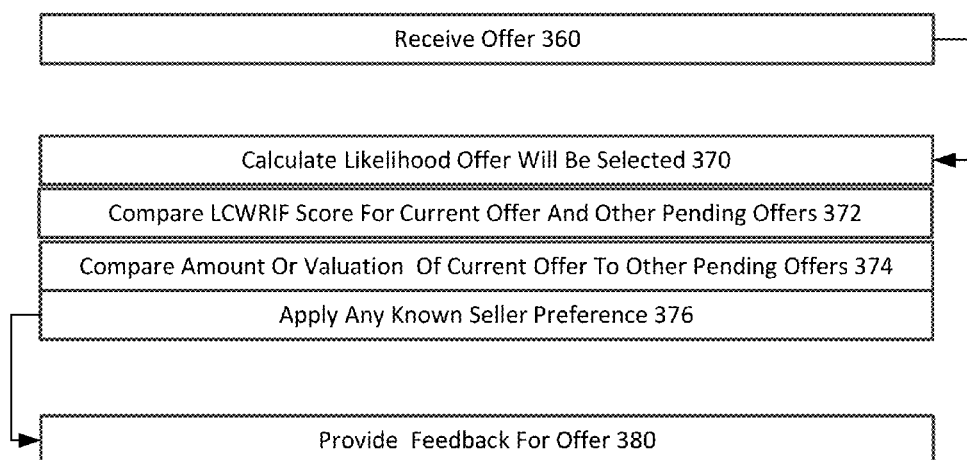 Receive Offer 360
Calculate Likelihood Offer Will Be Selected 370
Compare LCWRIF Score For Current Offer And Other Pending Offers 372
Compare Amount Or Valuation Of Current Offer To Other Pending Offers 374
Apply Any Known Seller Preference 376
Provide Feedback For Offer 380